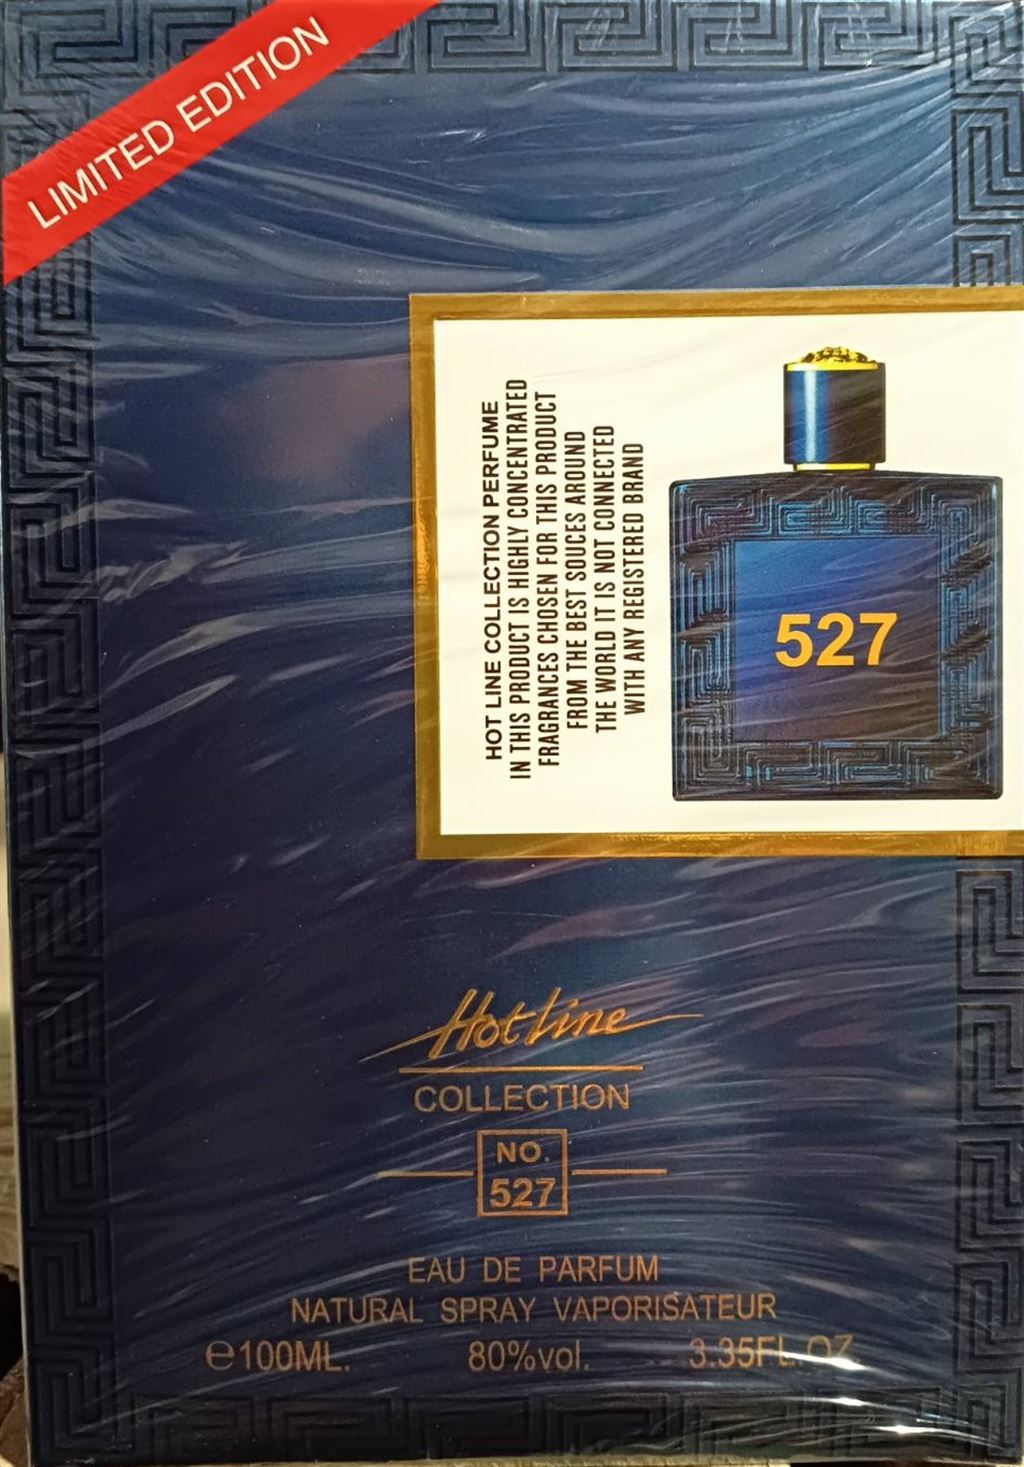 LIMITED EDITION
HOT LINE COLLECTION PERFUME
IN THIS PRODUCT IS HIGHLY CONCENTRATED
FRAGRANCES CHOSEN FOR THIS PRODUCT
FROM THE BEST SOUCES AROUND
THE WORLD IT IS NOT CONNECTED
WITH ANY REGISTERED BRAND
527
Hot line
COLLECTION
NO.
527
EAU DE PARFUM
NATURAL SPRAY VAPORISATEUR
℮100ML. 80%vol. 3.35FL.OZ